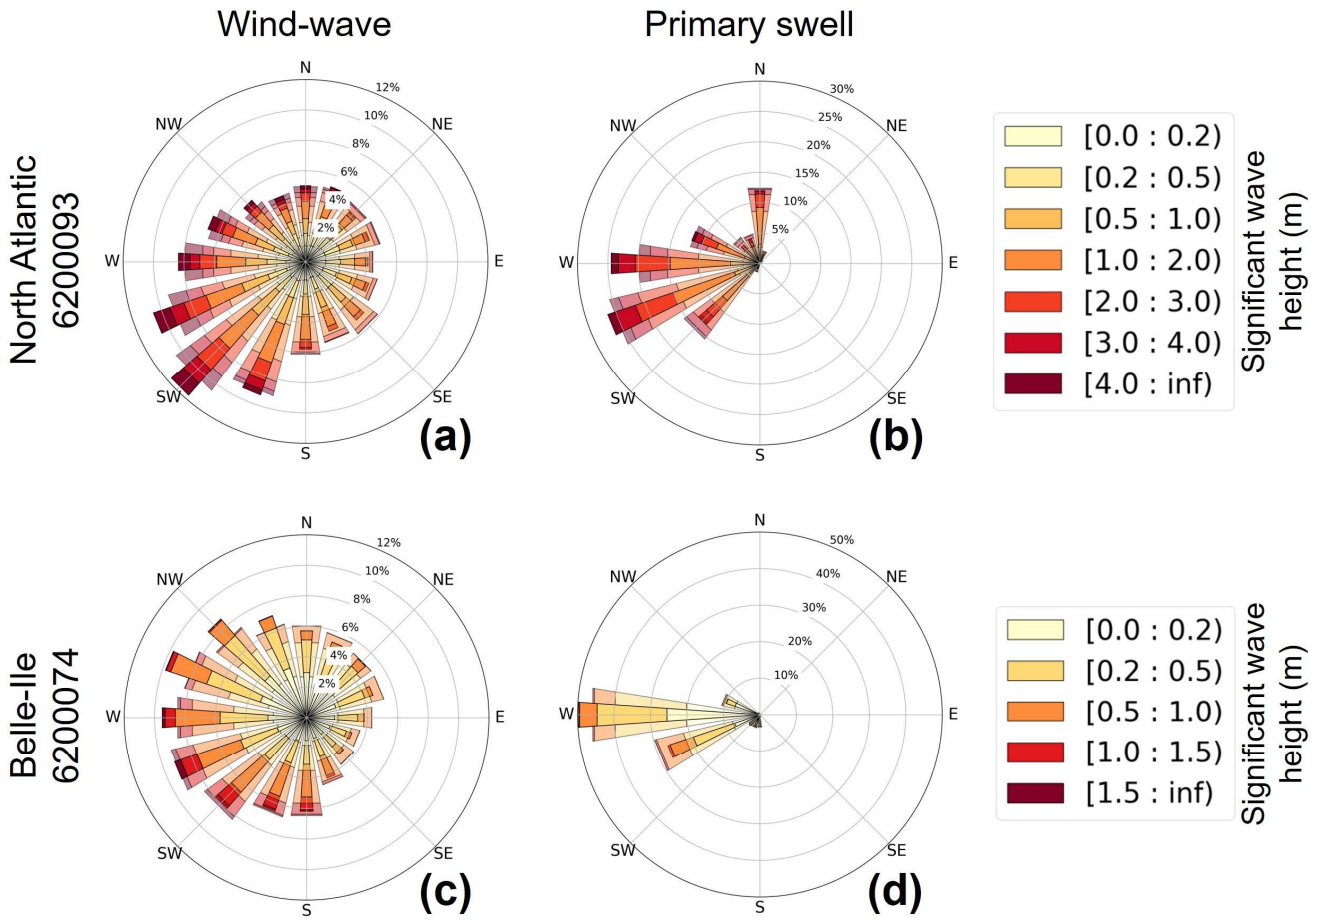 Wind-wave
Primary swell
North Atlantic
6200093
N
NE
E
SE
S
SW
W
NW
2%
4%
6%
8%
10%
12%
(a)
N
NE
E
SE
S
SW
W
NW
5%
10%
15%
20%
25%
30%
(b)
[0.0 : 0.2)
[0.2 : 0.5)
[0.5 : 1.0)
[1.0 : 2.0)
[2.0 : 3.0)
[3.0 : 4.0)
[4.0 : inf)
Significant wave
height (m)
Belle-Ile
6200074
N
NE
E
SE
S
SW
W
NW
2%
4%
6%
8%
10%
12%
(c)
N
NE
E
SE
S
SW
W
NW
10%
20%
30%
40%
50%
(d)
[0.0 : 0.2)
[0.2 : 0.5)
[0.5 : 1.0)
[1.0 : 1.5)
[1.5 : inf)
Significant wave
height (m)